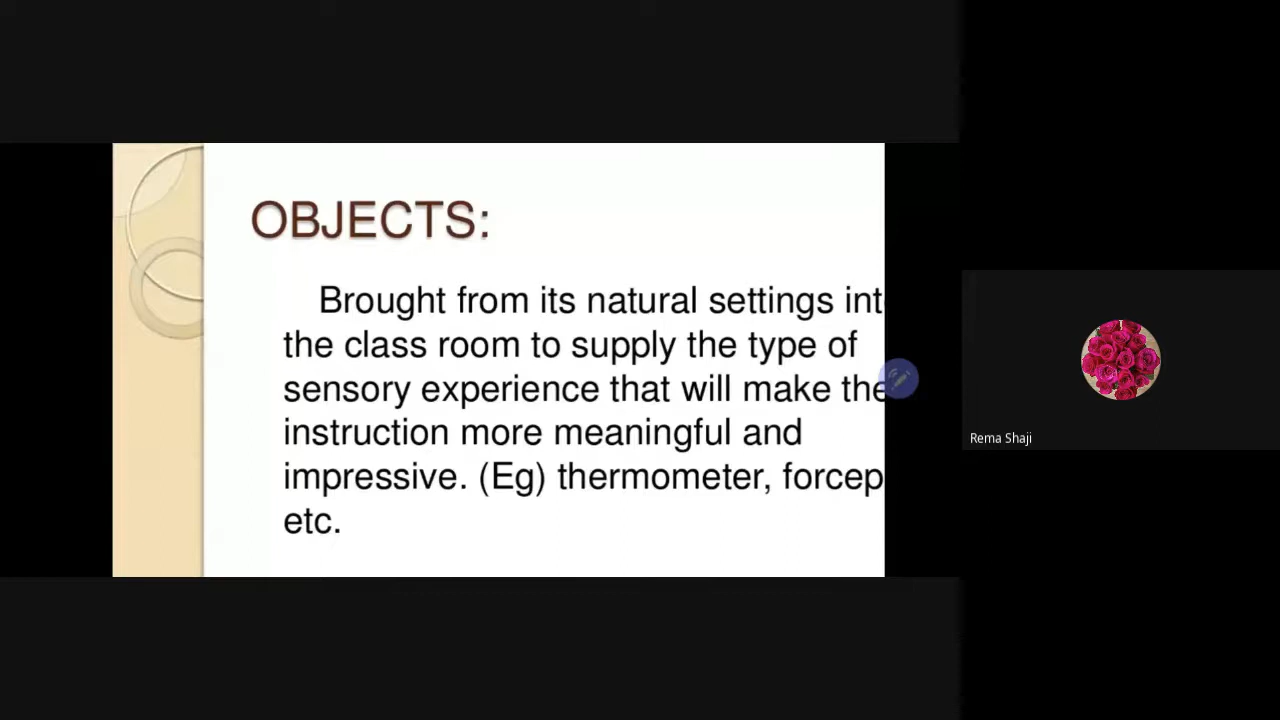 OBJECTS:
Brought from its natural settings int
the class room to supply the type of
sensory experience that will make the
instruction more meaningful and
impressive. (Eg) thermometer, forcep
etc.
Rema Shaji